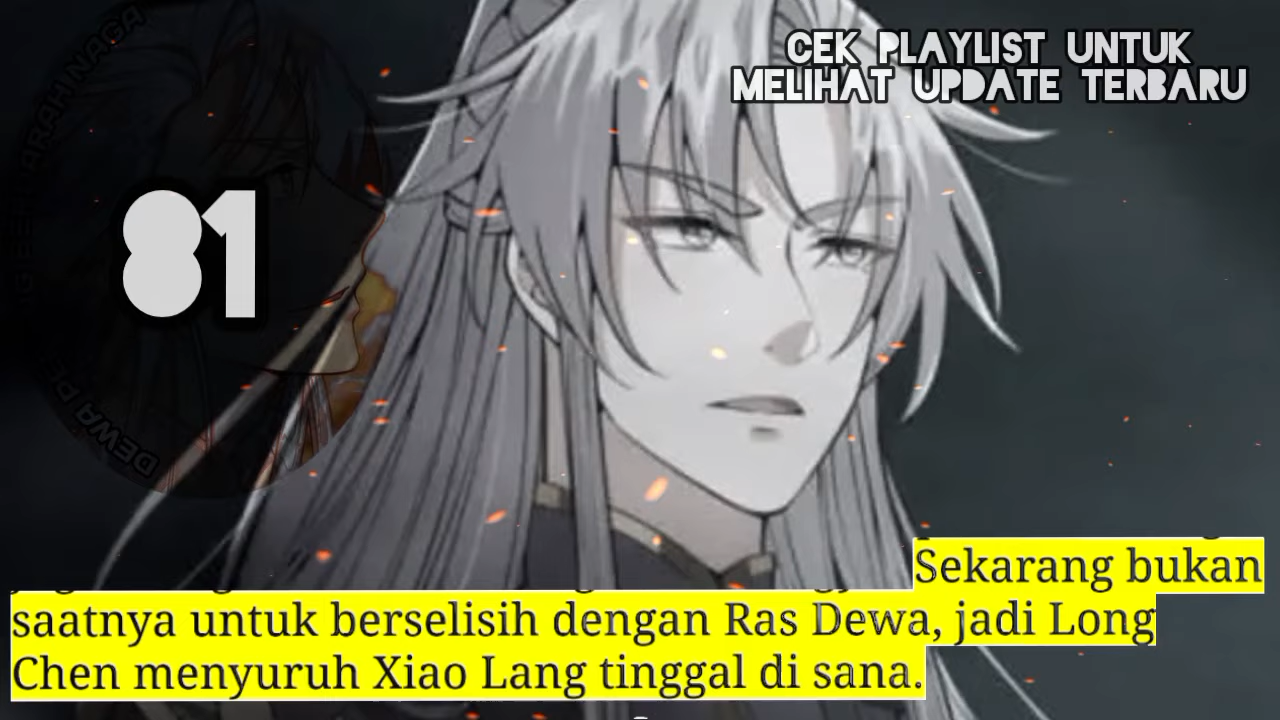 CEK PLAYLIST UNTUK
MELIHAT UPDATE TERBARU
81
DEWA
Sekarang bukan
saatnya untuk berselisih dengan Ras Dewa, jadi Long
Chen menyuruh Xiao Lang tinggal di sana.